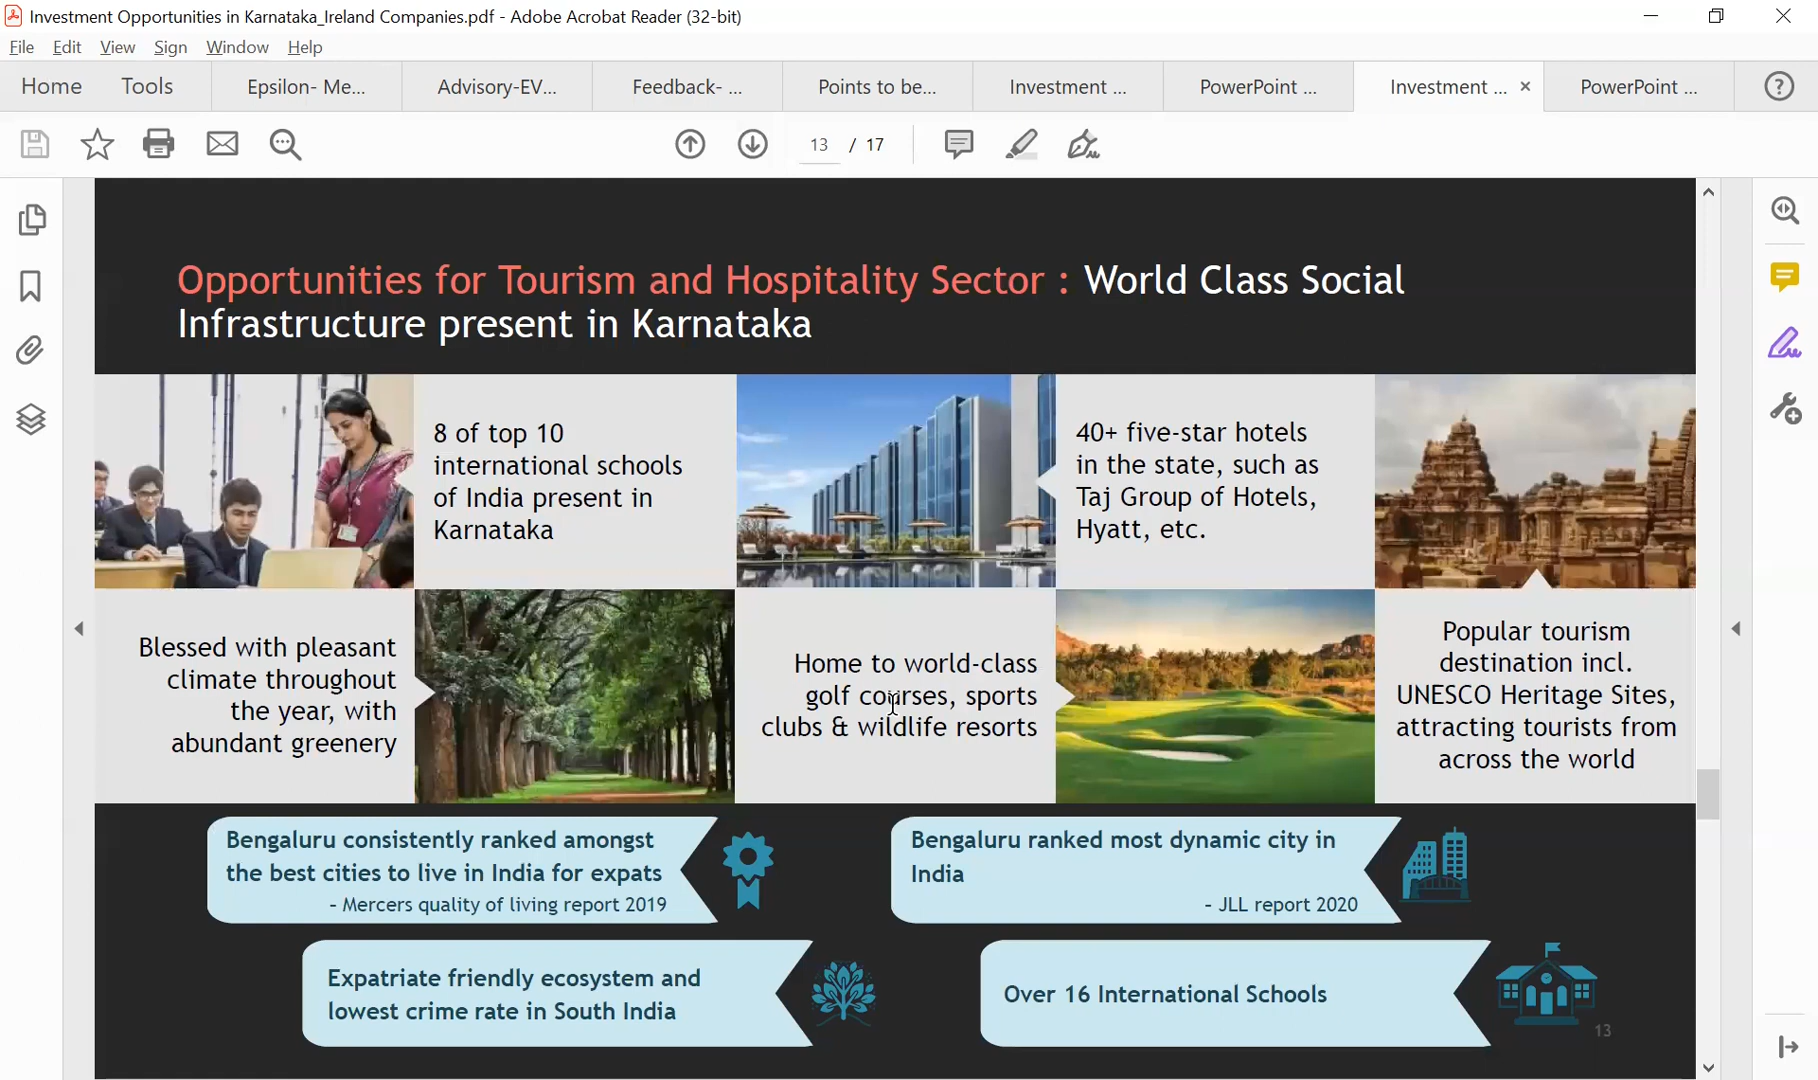 Investment Opportunities in Karnataka_Ireland Companies.pdf - Adobe Acrobat Reader (32-bit)
File Edit View Sign Window Help
Home Tools Epsilon- Me... Advisory-EV... Feedback- ... Points to be... Investment ... PowerPoint ... Investment ... × PowerPoint ...
13 / 17
Opportunities for Tourism and Hospitality Sector : World Class Social
Infrastructure present in Karnataka
8 of top 10
international schools
of India present in
Karnataka
40+ five-star hotels
in the state, such as
Taj Group of Hotels,
Hyatt, etc.
Blessed with pleasant
climate throughout
the year, with
abundant greenery
Home to world-class
golf courses, sports
clubs & wildlife resorts
Popular tourism
destination incl.
UNESCO Heritage Sites,
attracting tourists from
across the world
Bengaluru consistently ranked amongst
the best cities to live in India for expats
- Mercers quality of living report 2019
Bengaluru ranked most dynamic city in
India
- JLL report 2020
Expatriate friendly ecosystem and
lowest crime rate in South India
Over 16 International Schools
13